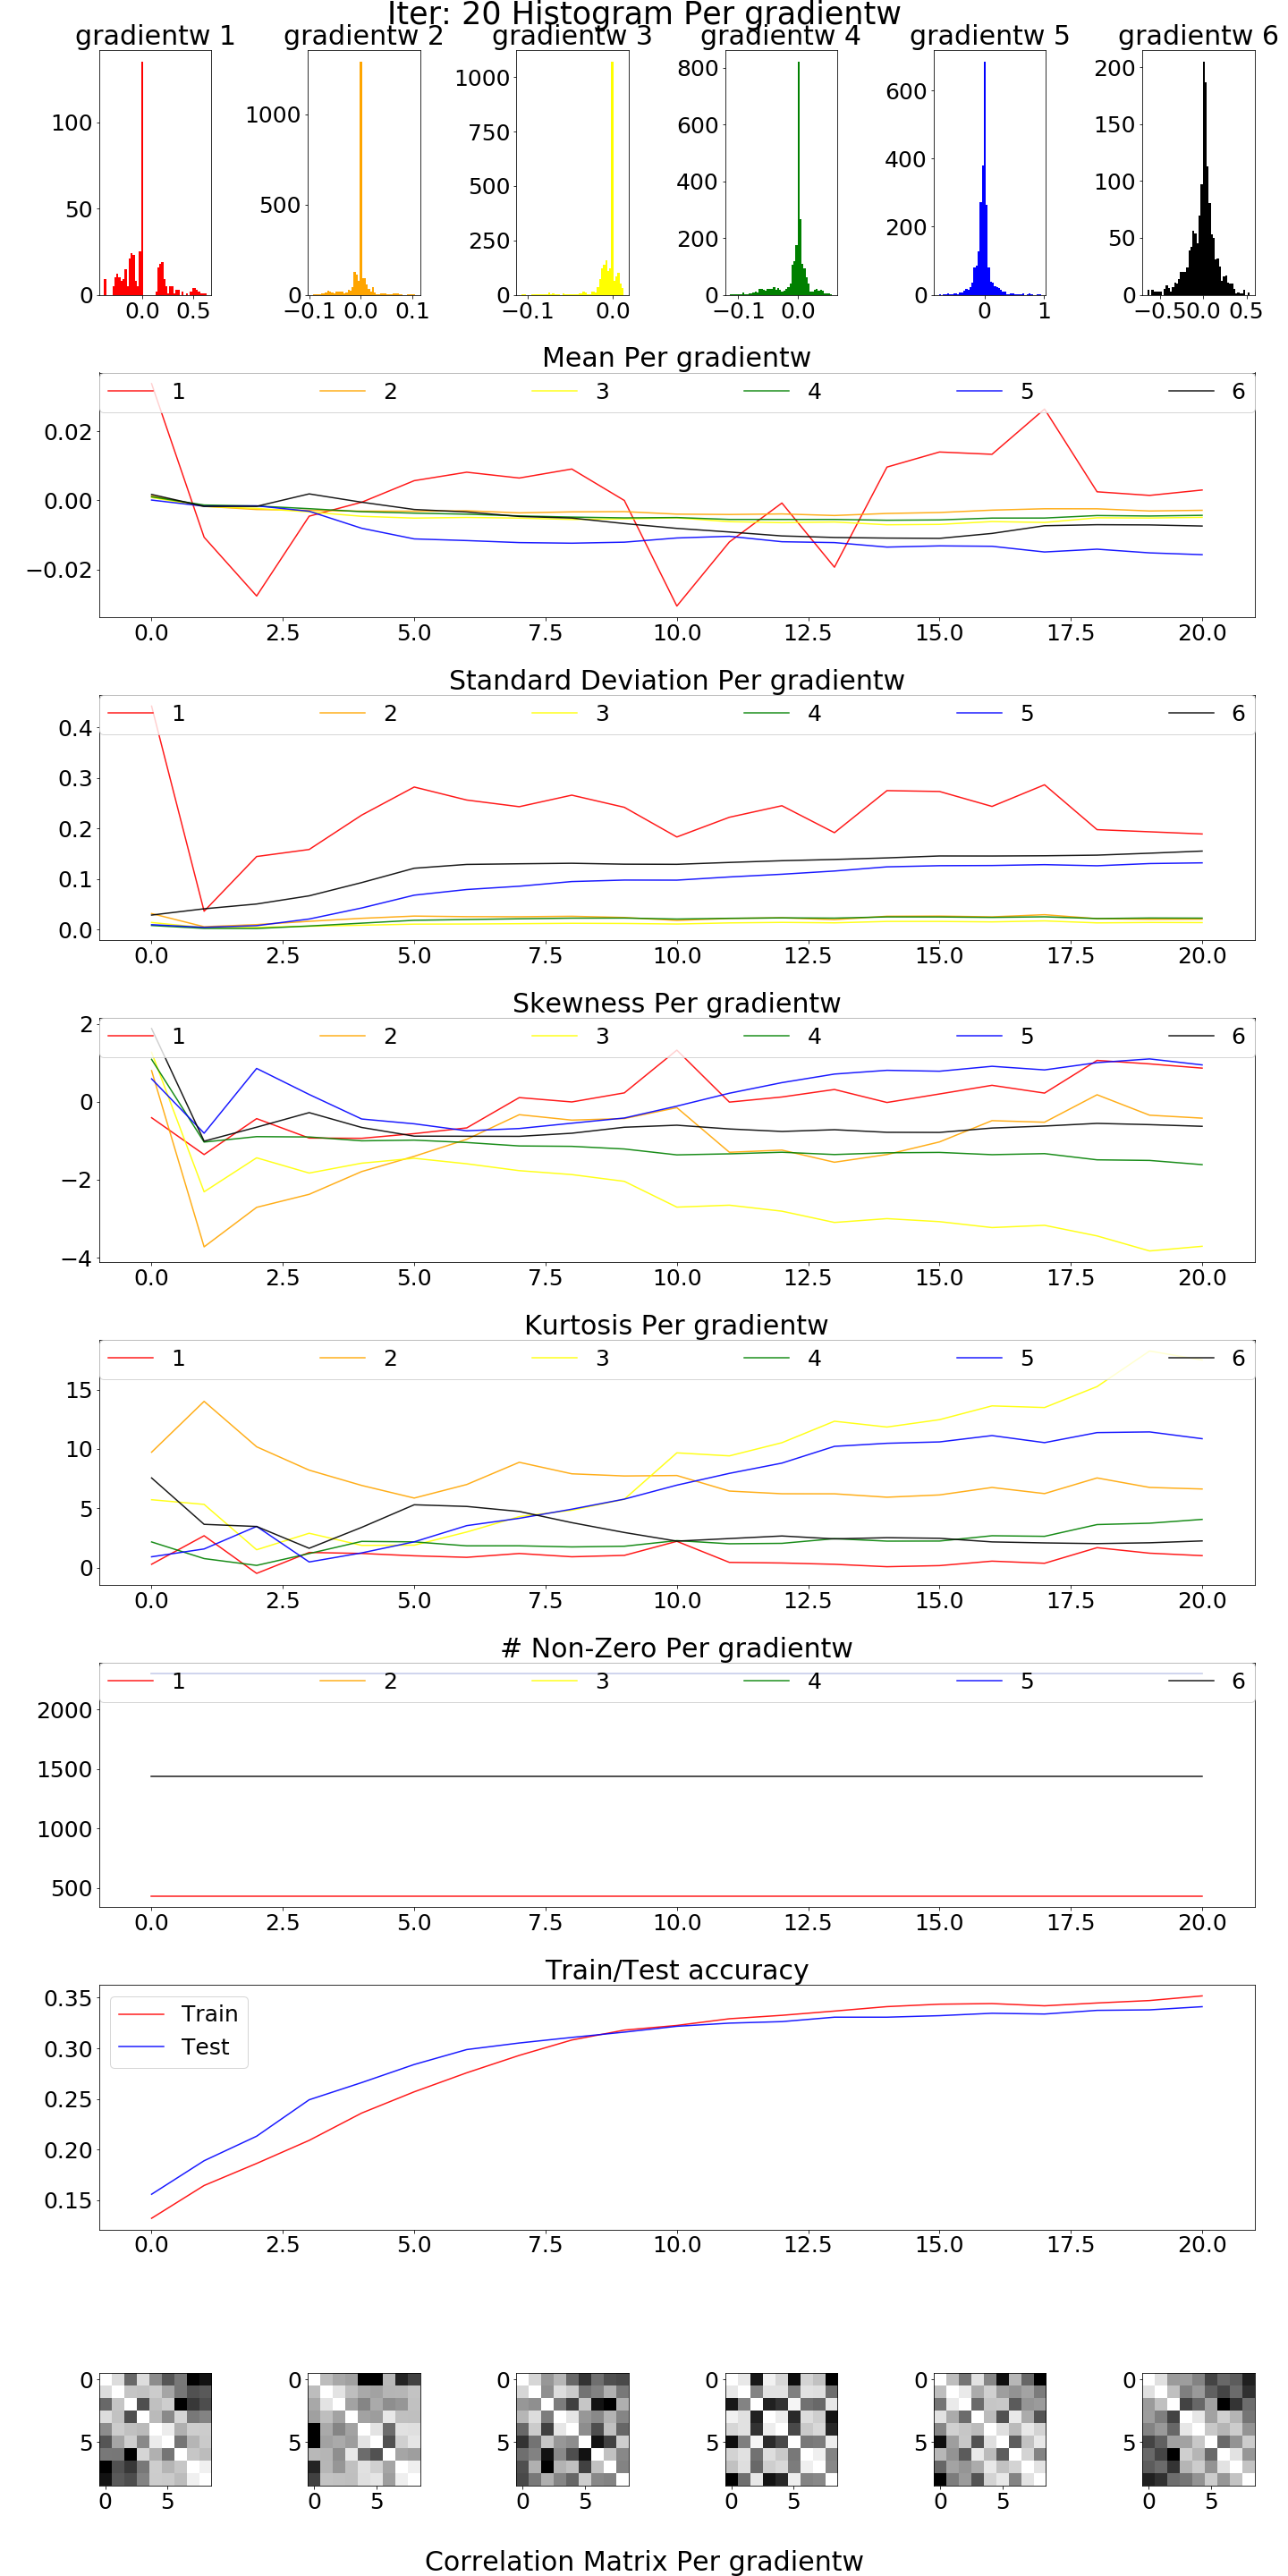 Iter: 20 Histogram Per gradientw
gradientw 1 gradientw 2 gradientw 3 gradientw 4 gradientw 5 gradientw 6
100
50
0
0.0 0.5
1000
500
0
−0.1 0.0 0.1
1000
750
500
250
0
−0.1 0.0
800
600
400
200
0
−0.1 0.0
600
400
200
0
0 1
200
150
100
50
0
−0.5 0.0 0.5
Mean Per gradientw
1 2 3 4 5 6
0.02
0.00
−0.02
0.0 2.5 5.0 7.5 10.0 12.5 15.0 17.5 20.0
Standard Deviation Per gradientw
1 2 3 4 5 6
0.4
0.3
0.2
0.1
0.0
0.0 2.5 5.0 7.5 10.0 12.5 15.0 17.5 20.0
Skewness Per gradientw
1 2 3 4 5 6
2
0
−2
−4
0.0 2.5 5.0 7.5 10.0 12.5 15.0 17.5 20.0
Kurtosis Per gradientw
1 2 3 4 5 6
15
10
5
0
0.0 2.5 5.0 7.5 10.0 12.5 15.0 17.5 20.0
# Non-Zero Per gradientw
1 2 3 4 5 6
2000
1500
1000
500
0.0 2.5 5.0 7.5 10.0 12.5 15.0 17.5 20.0
Train/Test accuracy
Train
Test
0.35
0.30
0.25
0.20
0.15
0.0 2.5 5.0 7.5 10.0 12.5 15.0 17.5 20.0
0 0 0 0 0 0
5 5 5 5 5 5
0 5 0 5 0 5 0 5 0 5 0 5
Correlation Matrix Per gradientw